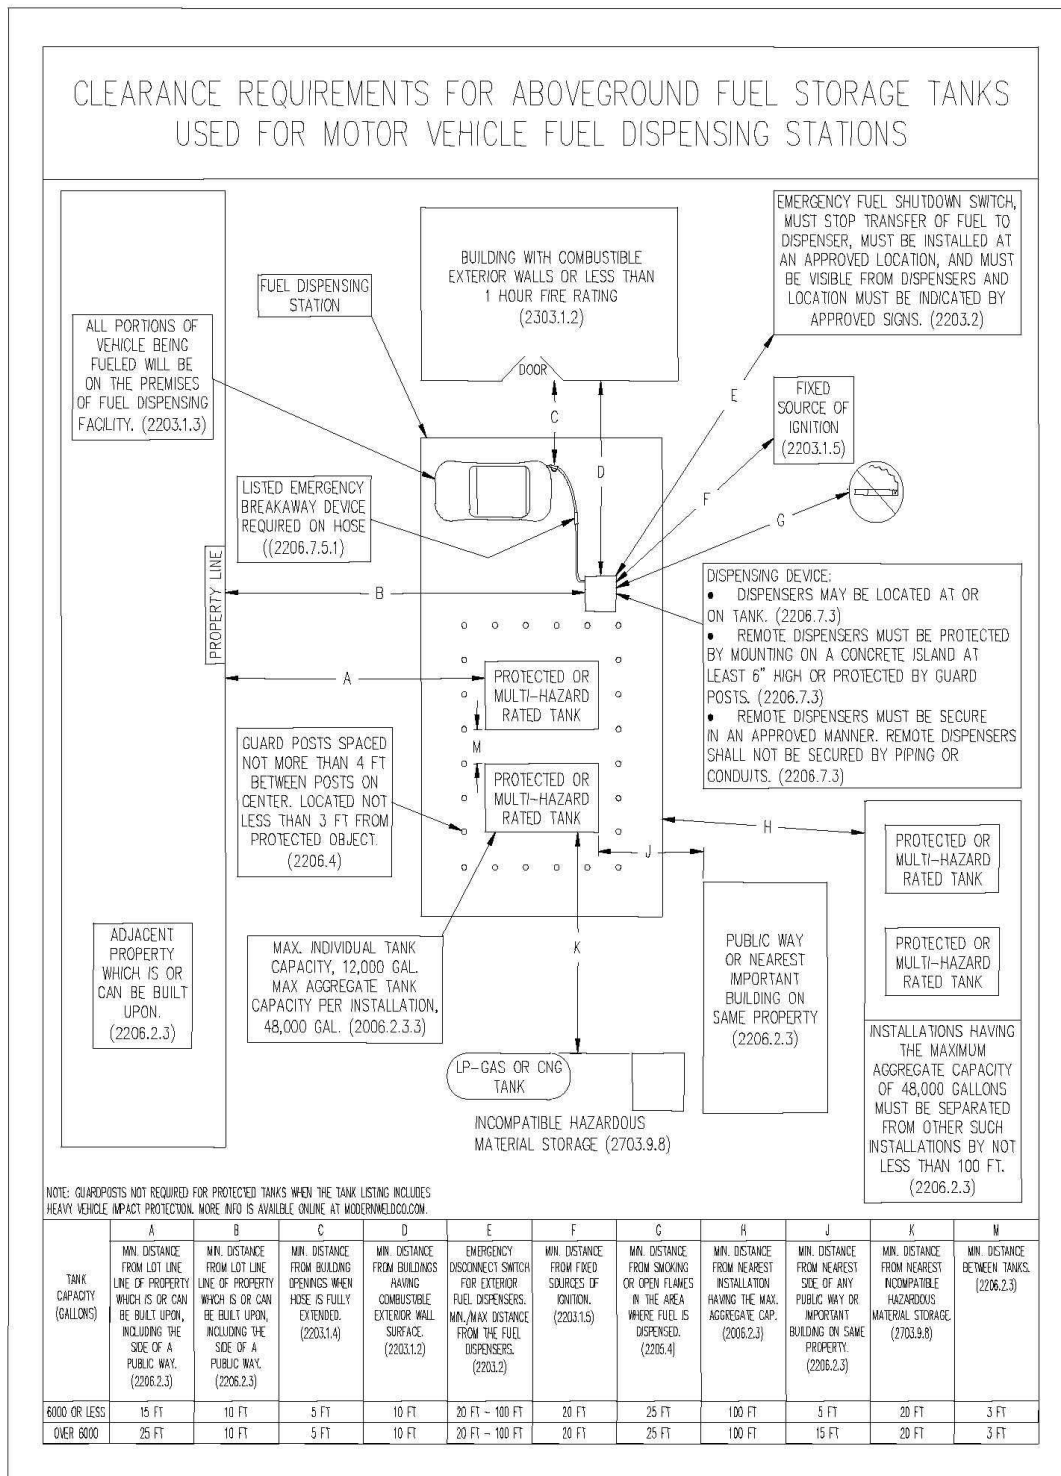 CLEARANCE REQUIREMENTS FOR ABOVEGROUND FUEL STORAGE TANKS
USED FOR MOTOR VEHICLE FUEL DISPENSING STATIONS
EMERGENCY FUEL SHUTDOWN SWITCH,
MUST STOP TRANSFER OF FUEL TO
DISPENSER, MUST BE INSTALLED AT
AN APPROVED LOCATION, AND MUST
BE VISIBLE FROM DISPENSERS AND
LOCATION MUST BE INDICATED BY
APPROVED SIGNS. (2203.2)
BUILDING WITH COMBUSTIBLE
EXTERIOR WALLS OR LESS THAN
1 HOUR FIRE RATING
(2303.1.2)
DOOR
FUEL DISPENSING
STATION
ALL PORTIONS OF
VEHICLE BEING
FUELED WILL BE
ON THE PREMISES
OF FUEL DISPENSING
FACILITY. (2203.1.3)
FIXED
SOURCE OF
IGNITION
(2203.1.5)
C
D
E
F
G
LISTED EMERGENCY
BREAKAWAY DEVICE
REQUIRED ON HOSE
((2206.7.5.1)
PROPERTY LINE
B
A
DISPENSING DEVICE:
• DISPENSERS MAY BE LOCATED AT OR
ON TANK. (2206.7.3)
• REMOTE DISPENSERS MUST BE PROTECTED
BY MOUNTING ON A CONCRETE ISLAND AT
LEAST 6" HIGH OR PROTECTED BY GUARD
POSTS. (2206.7.3)
• REMOTE DISPENSERS MUST BE SECURE
IN AN APPROVED MANNER. REMOTE DISPENSERS
SHALL NOT BE SECURED BY PIPING OR
CONDUITS. (2206.7.3)
PROTECTED OR
MULTI-HAZARD
RATED TANK
M
PROTECTED OR
MULTI-HAZARD
RATED TANK
GUARD POSTS SPACED
NOT MORE THAN 4 FT
BETWEEN POSTS ON
CENTER. LOCATED NOT
LESS THAN 3 FT FROM
PROTECTED OBJECT.
(2206.4)
H
J
K
PROTECTED OR
MULTI-HAZARD
RATED TANK
PROTECTED OR
MULTI-HAZARD
RATED TANK
ADJACENT
PROPERTY
WHICH IS OR
CAN BE BUILT
UPON.
(2206.2.3)
MAX. INDIVIDUAL TANK
CAPACITY, 12,000 GAL.
MAX AGGREGATE TANK
CAPACITY PER INSTALLATION,
48,000 GAL. (2006.2.3.3)
PUBLIC WAY
OR NEAREST
IMPORTANT
BUILDING ON
SAME PROPERTY
(2206.2.3)
INSTALLATIONS HAVING
THE MAXIMUM
AGGREGATE CAPACITY
OF 48,000 GALLONS
MUST BE SEPARATED
FROM OTHER SUCH
INSTALLATIONS BY NOT
LESS THAN 100 FT.
(2206.2.3)
LP-GAS OR CNG
TANK
INCOMPATIBLE HAZARDOUS
MATERIAL STORAGE (2703.9.8)
NOTE: GUARDPOSTS NOT REQUIRED FOR PROTECTED TANKS WHEN THE TANK LISTING INCLUDES
HEAVY VEHICLE IMPACT PROTECTION. MORE INFO IS AVAILBLE ONLINE AT MODERNWELDCO.COM.
TANK
CAPACITY
(GALLONS)
A
MIN. DISTANCE
FROM LOT LINE
LINE OF PROPERTY
WHICH IS OR CAN
BE BUILT UPON,
INCLUDING THE
SIDE OF A
PUBLIC WAY.
(2206.2.3)
B
MIN. DISTANCE
FROM LOT LINE
LINE OF PROPERTY
WHICH IS OR CAN
BE BUILT UPON,
INCLUDING THE
SIDE OF A
PUBLIC WAY.
(2206.2.3)
C
MIN. DISTANCE
FROM BUILDING
OPENINGS WHEN
HOSE IS FULLY
EXTENDED.
(2203.1.4)
D
MIN. DISTANCE
FROM BUILDINGS
HAVING
COMBUSTIBLE
EXTERIOR WALL
SURFACE.
(2203.1.2)
E
EMERGENCY
DISCONNECT SWITCH
FOR EXTERIOR
FUEL DISPENSERS.
MIN./MAX DISTANCE
FROM THE FUEL
DISPENSERS.
(2203.2)
F
MIN. DISTANCE
FROM FIXED
SOURCES OF
IGNITION.
(2203.1.5)
G
MIN. DISTANCE
FROM SMOKING
OR OPEN FLAMES
IN THE AREA
WHERE FUEL IS
DISPENSED.
(2205.4)
H
MIN. DISTANCE
FROM NEAREST
INSTALLATION
HAVING THE MAX.
AGGREGATE CAP.
(2006.2.3)
J
MIN. DISTANCE
FROM NEAREST
SIDE OF ANY
PUBLIC WAY OR
IMPORTANT
BUILDING ON SAME
PROPERTY.
(2206.2.3)
K
MIN. DISTANCE
FROM NEAREST
INCOMPATIBLE
HAZARDOUS
MATERIAL STORAGE.
(2703.9.8)
M
MIN. DISTANCE
BETWEEN TANKS.
(2206.2.3)
6000 OR LESS 15 FT 10 FT 5 FT 10 FT 20 FT - 100 FT 20 FT 25 FT 100 FT 5 FT 20 FT 3 FT
OVER 6000 25 FT 10 FT 5 FT 10 FT 20 FT - 100 FT 20 FT 25 FT 100 FT 15 FT 20 FT 3 FT